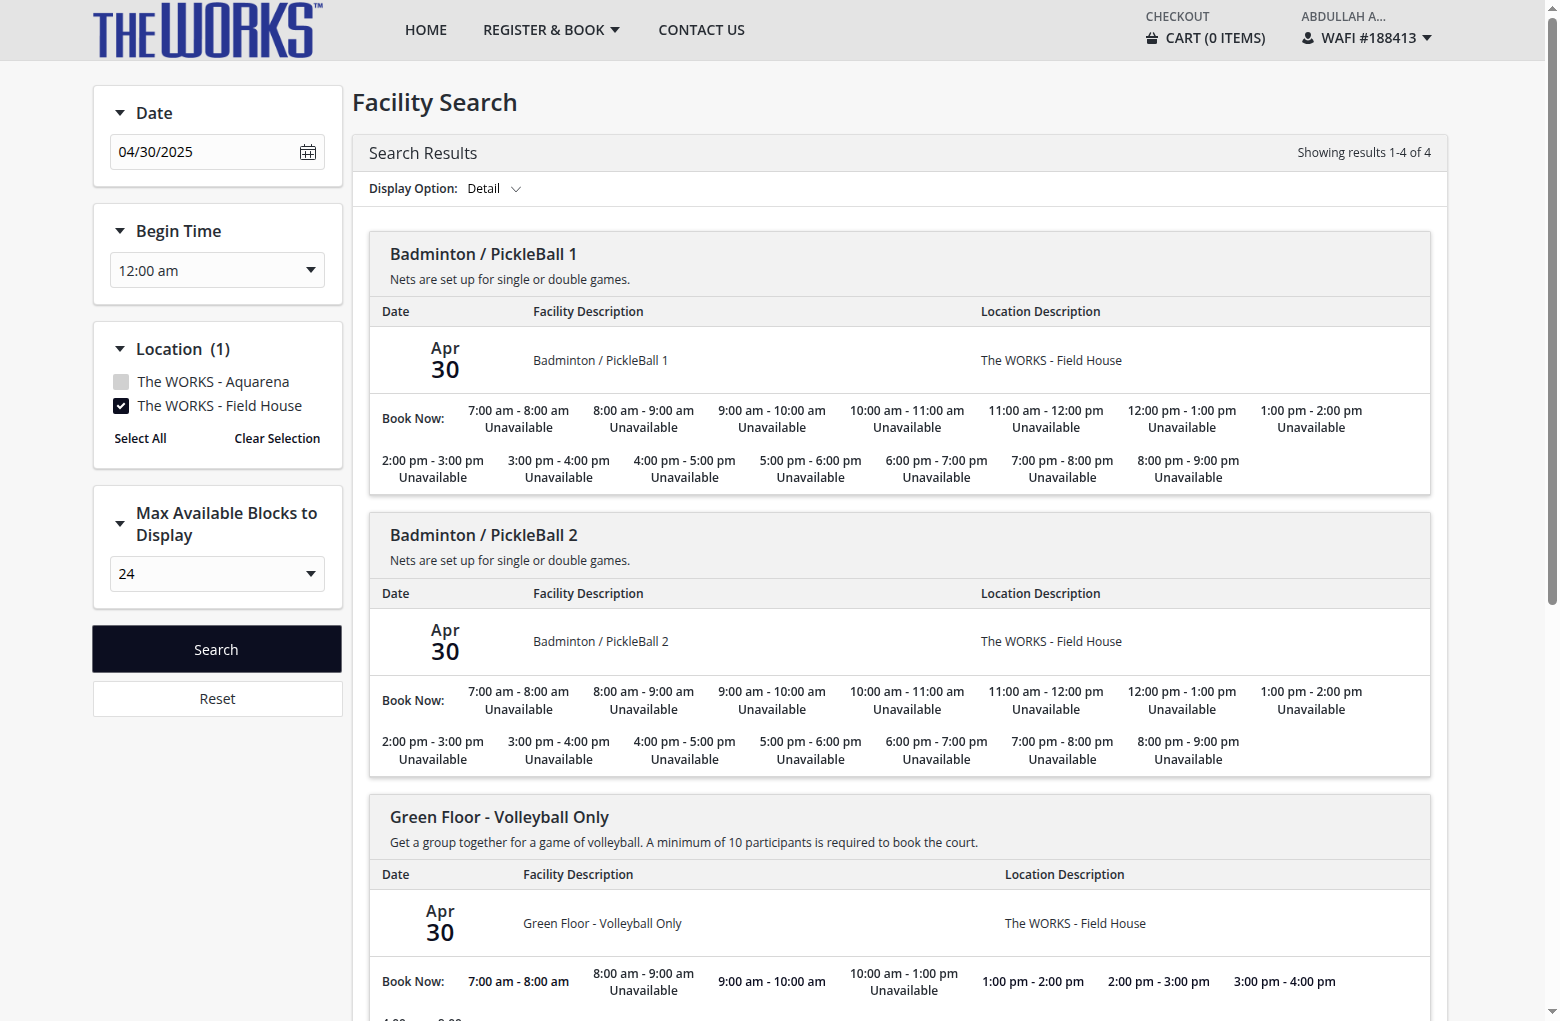 THE WORKS™
HOME
REGISTER & BOOK
CONTACT US
CHECKOUT
CART (0 ITEMS)
ABDULLAH A...
WAFI #188413
Date
04/30/2025
Begin Time
12:00 am
Location (1)
The WORKS - Aquarena
The WORKS - Field House
Select All
Clear Selection
Max Available Blocks to
Display
24
Search
Reset
Facility Search
Search Results
Showing results 1-4 of 4
Display Option: Detail
Badminton / PickleBall 1
Nets are set up for single or double games.
Date Facility Description Location Description
Apr
30
Badminton / PickleBall 1
The WORKS - Field House
Book Now:
7:00 am - 8:00 am 8:00 am - 9:00 am 9:00 am - 10:00 am 10:00 am - 11:00 am 11:00 am - 12:00 pm 12:00 pm - 1:00 pm 1:00 pm - 2:00 pm
Unavailable Unavailable Unavailable Unavailable Unavailable Unavailable Unavailable
2:00 pm - 3:00 pm 3:00 pm - 4:00 pm 4:00 pm - 5:00 pm 5:00 pm - 6:00 pm 6:00 pm - 7:00 pm 7:00 pm - 8:00 pm 8:00 pm - 9:00 pm
Unavailable Unavailable Unavailable Unavailable Unavailable Unavailable Unavailable
Badminton / PickleBall 2
Nets are set up for single or double games.
Date Facility Description Location Description
Apr
30
Badminton / PickleBall 2
The WORKS - Field House
Book Now:
7:00 am - 8:00 am 8:00 am - 9:00 am 9:00 am - 10:00 am 10:00 am - 11:00 am 11:00 am - 12:00 pm 12:00 pm - 1:00 pm 1:00 pm - 2:00 pm
Unavailable Unavailable Unavailable Unavailable Unavailable Unavailable Unavailable
2:00 pm - 3:00 pm 3:00 pm - 4:00 pm 4:00 pm - 5:00 pm 5:00 pm - 6:00 pm 6:00 pm - 7:00 pm 7:00 pm - 8:00 pm 8:00 pm - 9:00 pm
Unavailable Unavailable Unavailable Unavailable Unavailable Unavailable Unavailable
Green Floor - Volleyball Only
Get a group together for a game of volleyball. A minimum of 10 participants is required to book the court.
Date Facility Description Location Description
Apr
30
Green Floor - Volleyball Only
The WORKS - Field House
Book Now:
7:00 am - 8:00 am
8:00 am - 9:00 am
Unavailable
9:00 am - 10:00 am
10:00 am - 1:00 pm
Unavailable
1:00 pm - 2:00 pm
2:00 pm - 3:00 pm
3:00 pm - 4:00 pm